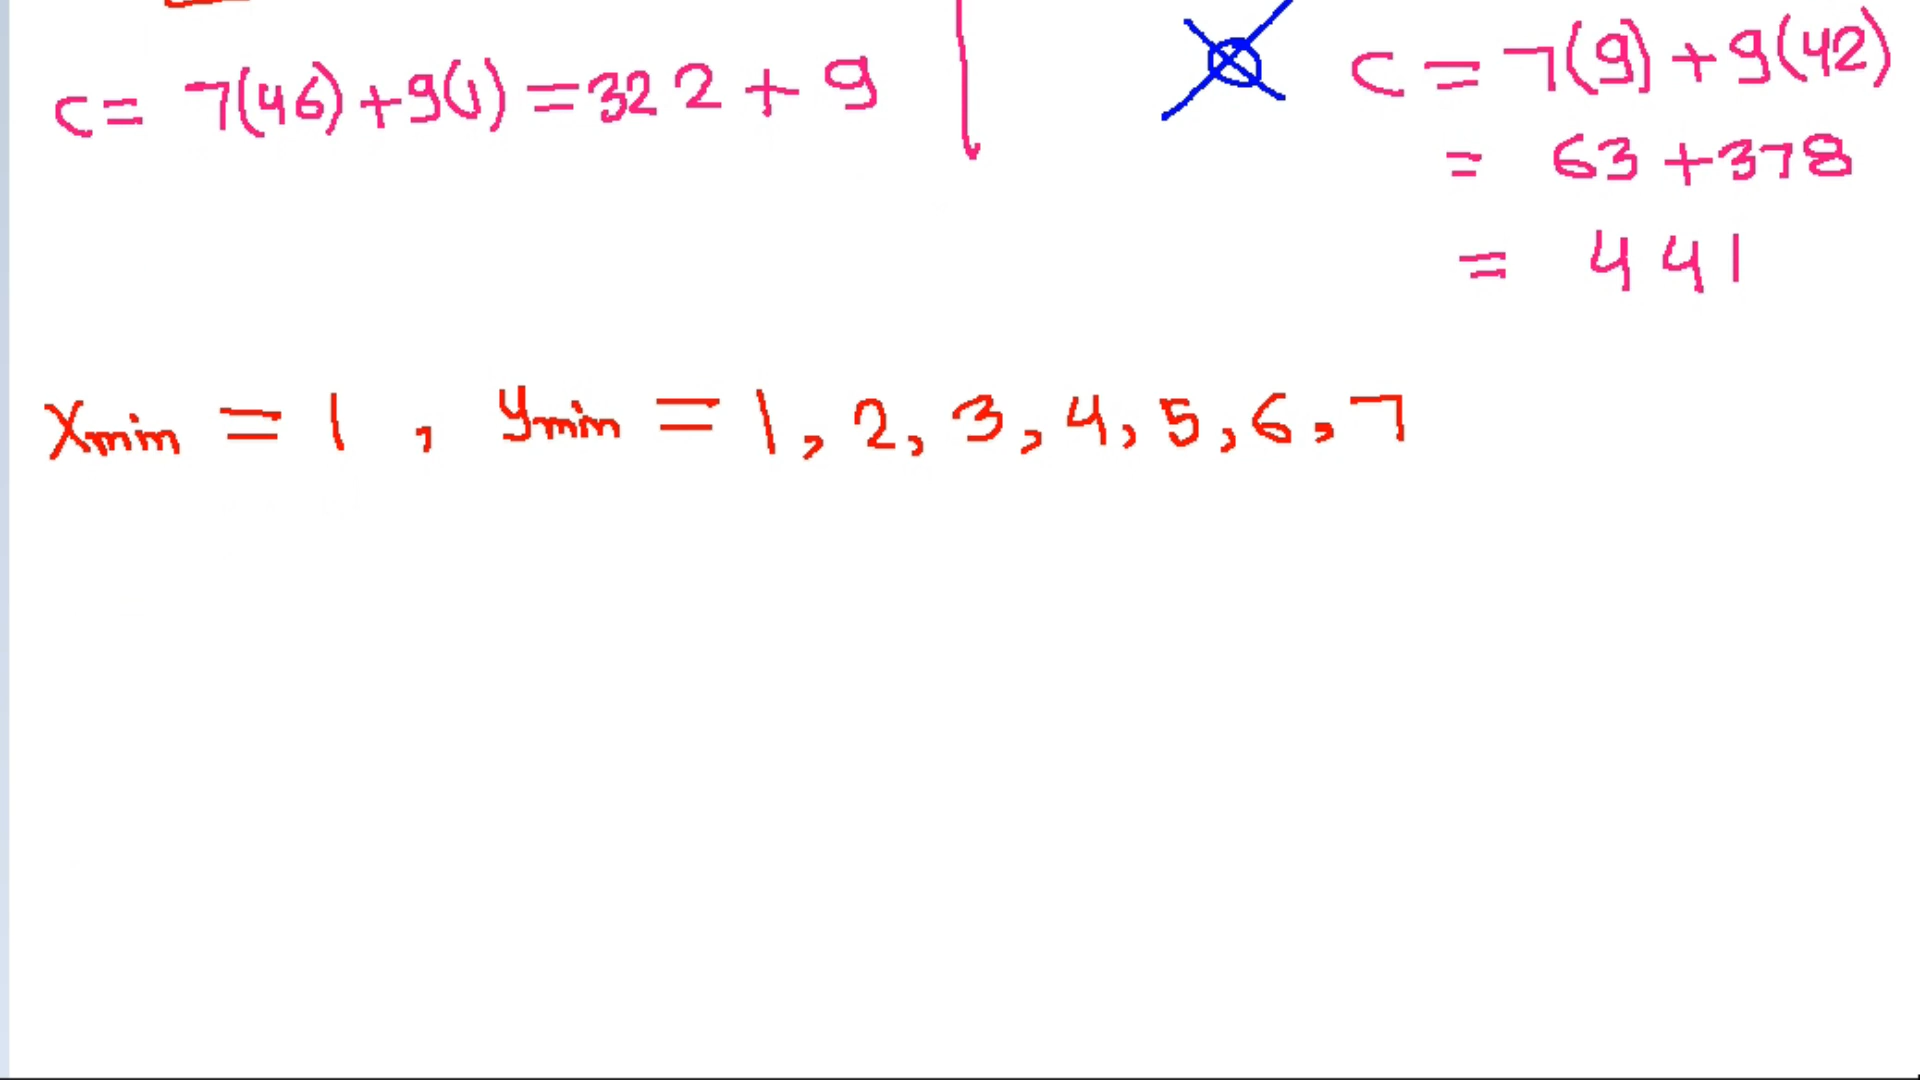 c = 7(46) + 9(1) = 322 + 9
c = 7(9) + 9(42)
= 63 + 378
= 441
Xmin = 1 , ymin = 1, 2, 3, 4, 5, 6, 7